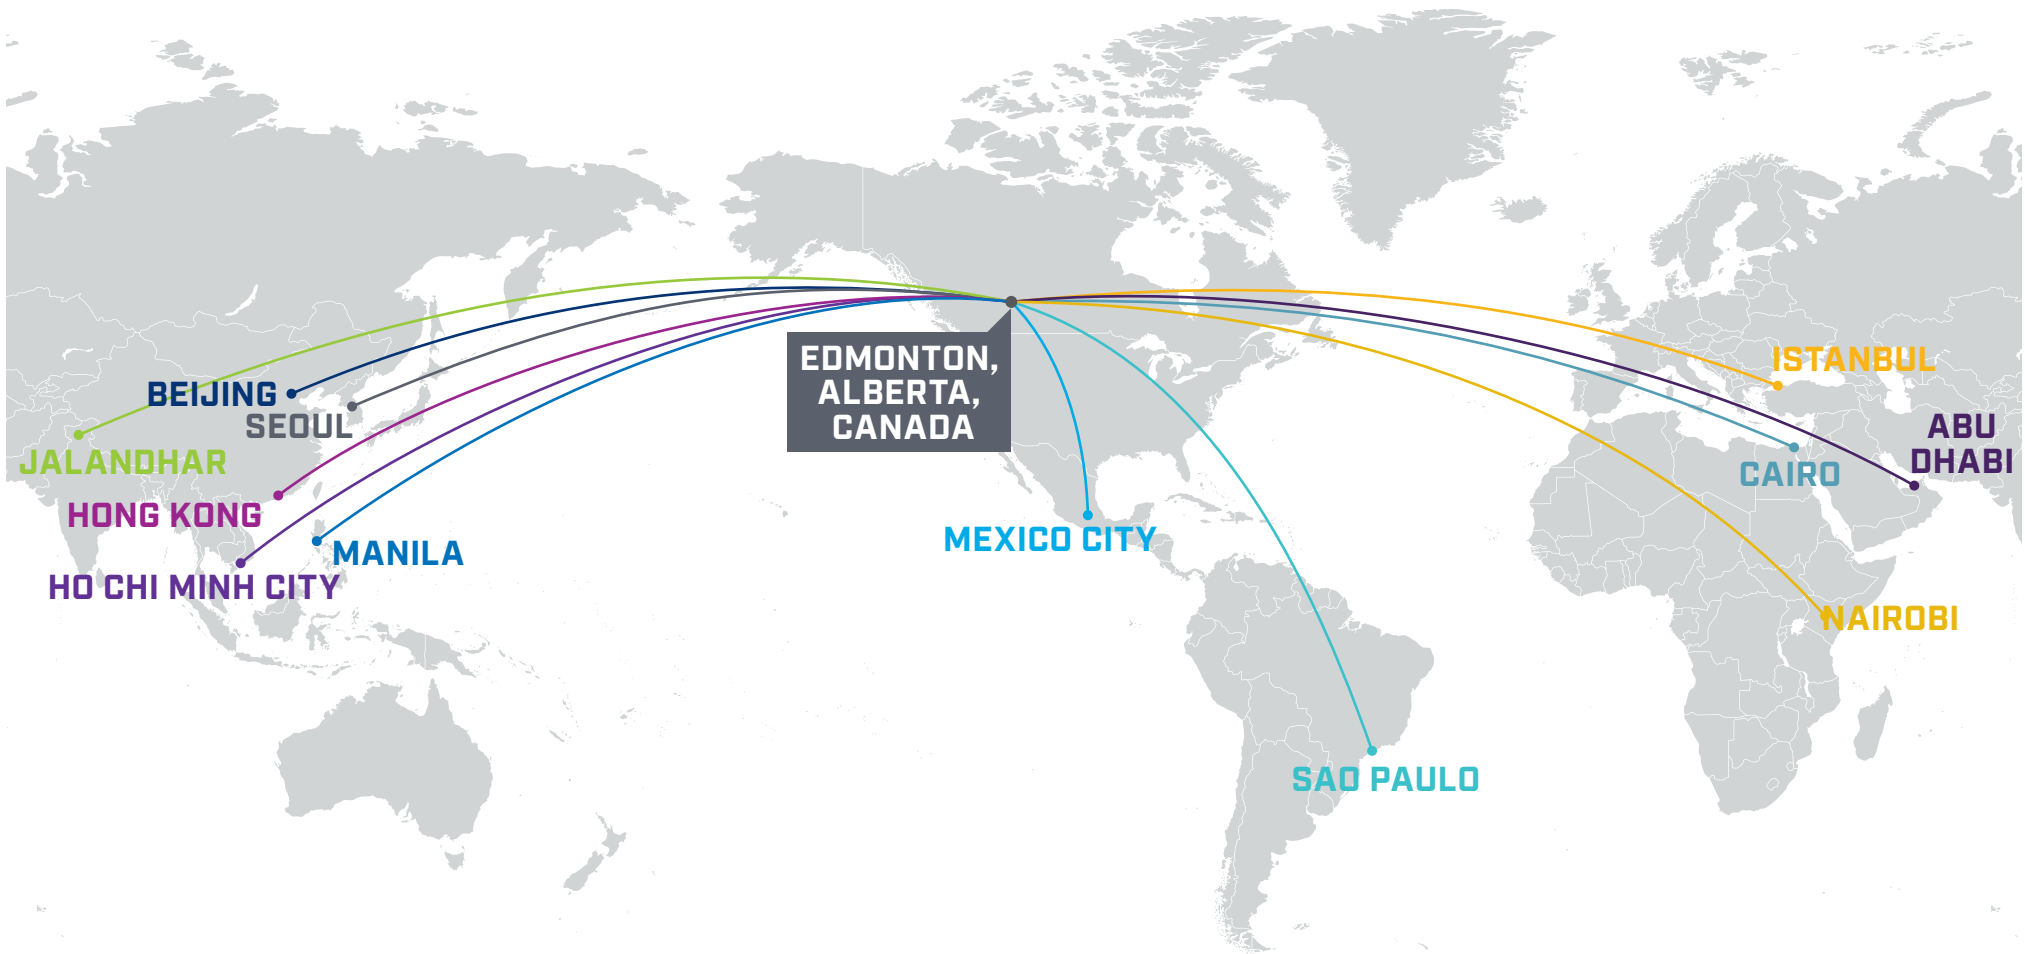 EDMONTON,
ALBERTA,
CANADA
BEIJING
SEOUL
JALANDHAR
HONG KONG
MANILA
HO CHI MINH CITY
MEXICO CITY
SAO PAULO
ISTANBUL
ABU
DHABI
CAIRO
NAIROBI